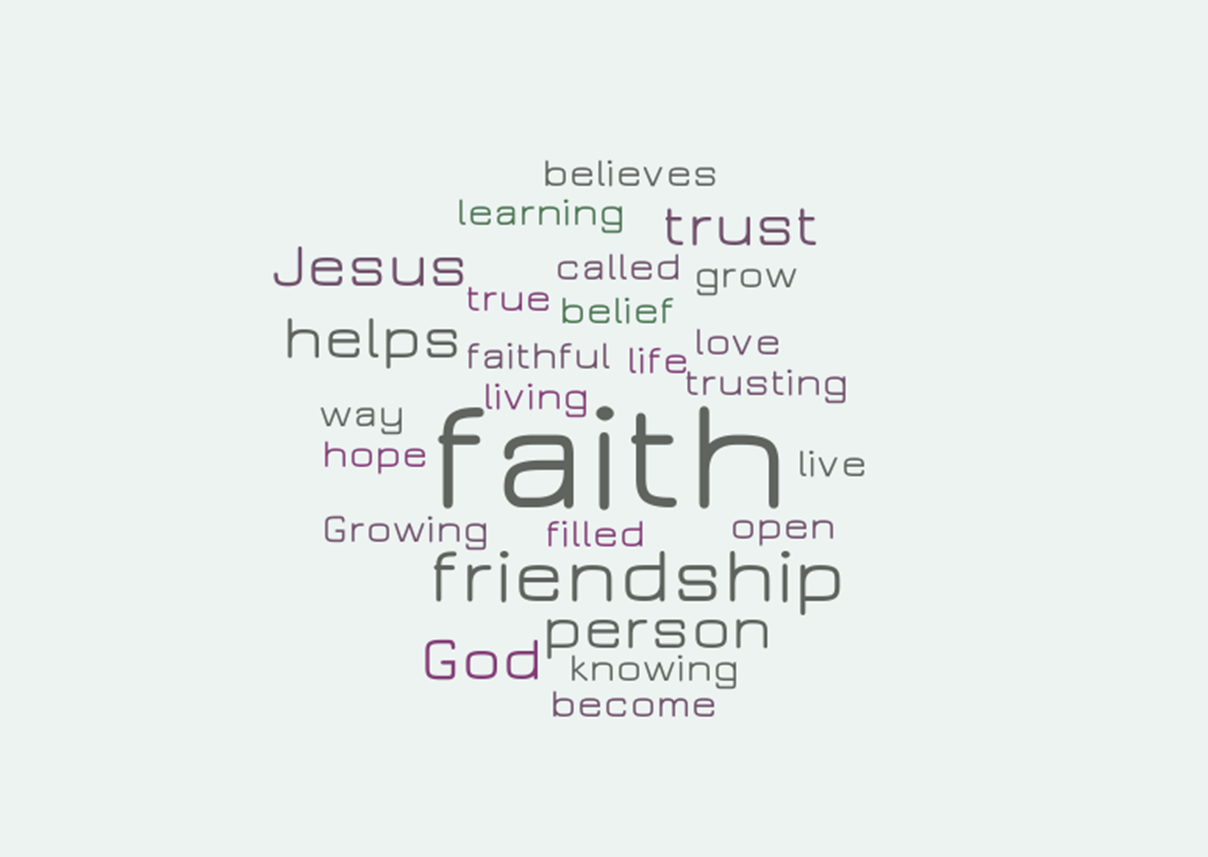 believes
learning
trust
Jesus
called
grow
true
belief
helps
faithful
life
love
trusting
living
way
faith
hope
live
Growing
filled
open
friendship
person
God
knowing
become